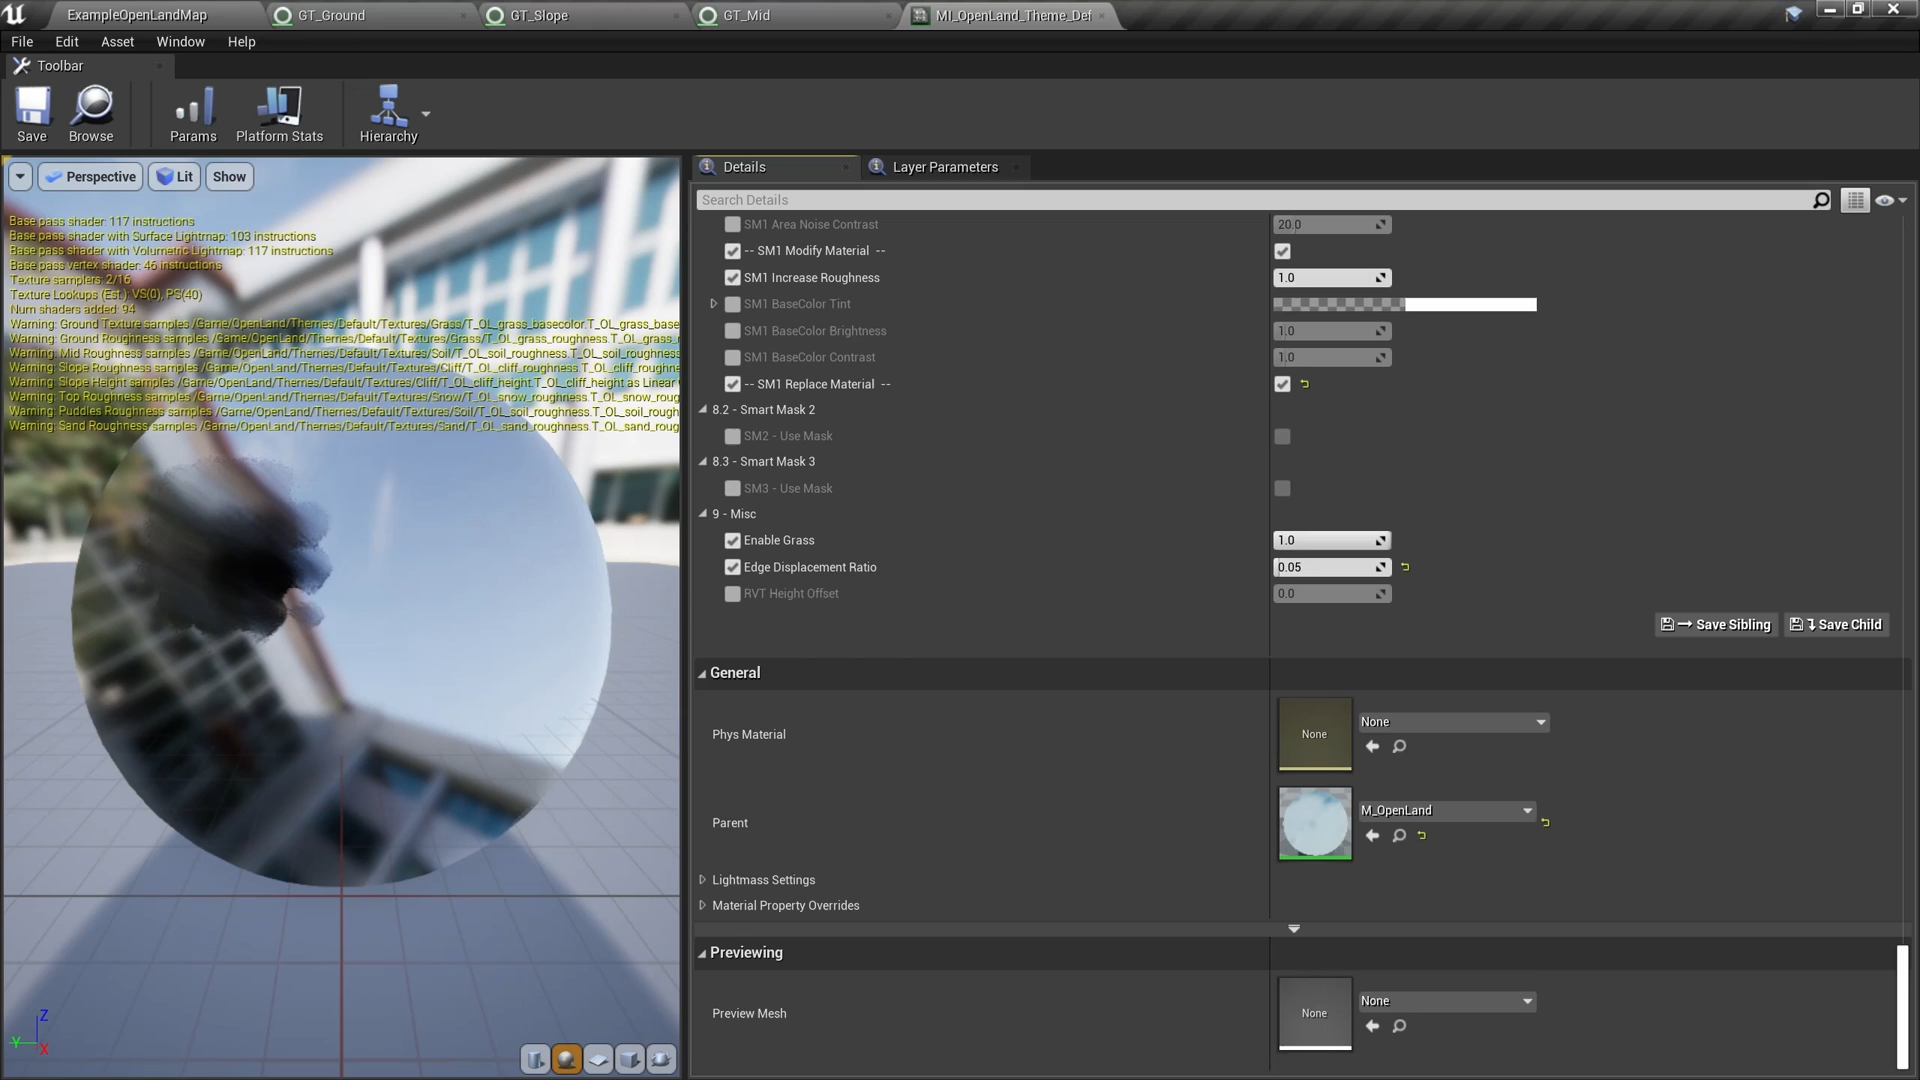 ExampleOpenLandMap
GT_Ground
GT_Slope
GT_Mid
MI_OpenLand_Theme_Def
File Edit Asset Window Help
Toolbar
Save Browse Params Platform Stats Hierarchy
Perspective Lit Show
Base pass shader: 117 instructions
Base pass shader with Surface Lightmap: 103 instructions
Base pass shader with Volumetric Lightmap: 117 instructions
Base pass vertex shader: 46 instructions
Texture samplers: 2/16
Texture Lookups (Est.): VS(0), PS(40)
Num shaders added: 94
Warning: Ground Texture samples /Game/OpenLand/Themes/Default/Textures/Grass/T_OL_grass_basecolor.T_OL_grass_base
Warning: Ground Roughness samples /Game/OpenLand/Themes/Default/Textures/Grass/T_OL_grass_roughness.T_OL_grass_
Warning: Mid Roughness samples /Game/OpenLand/Themes/Default/Textures/Soil/T_OL_soil_roughness.T_OL_soil_roughness
Warning: Slope Roughness samples /Game/OpenLand/Themes/Default/Textures/Cliff/T_OL_cliff_roughness.T_OL_cliff_roughne
Warning: Slope Height samples /Game/OpenLand/Themes/Default/Textures/Cliff/T_OL_cliff_height.T_OL_cliff_height as Linear
Warning: Top Roughness samples /Game/OpenLand/Themes/Default/Textures/Snow/T_OL_snow_roughness.T_OL_snow_roug
Warning: Puddles Roughness samples /Game/OpenLand/Themes/Default/Textures/Soil/T_OL_soil_roughness.T_OL_soil_rough
Warning: Sand Roughness samples /Game/OpenLand/Themes/Default/Textures/Sand/T_OL_sand_roughness.T_OL_sand_roug
Z
Y
X
Details
Layer Parameters
Search Details
SM1 Area Noise Contrast 20.0
-- SM1 Modify Material --
SM1 Increase Roughness 1.0
SM1 BaseColor Tint
SM1 BaseColor Brightness 1.0
SM1 BaseColor Contrast 1.0
-- SM1 Replace Material --
8.2 - Smart Mask 2
SM2 - Use Mask
8.3 - Smart Mask 3
SM3 - Use Mask
9 - Misc
Enable Grass 1.0
Edge Displacement Ratio 0.05
RVT Height Offset 0.0
Save Sibling Save Child
General
Phys Material None None
Parent M_OpenLand
Lightmass Settings
Material Property Overrides
Previewing
Preview Mesh None None